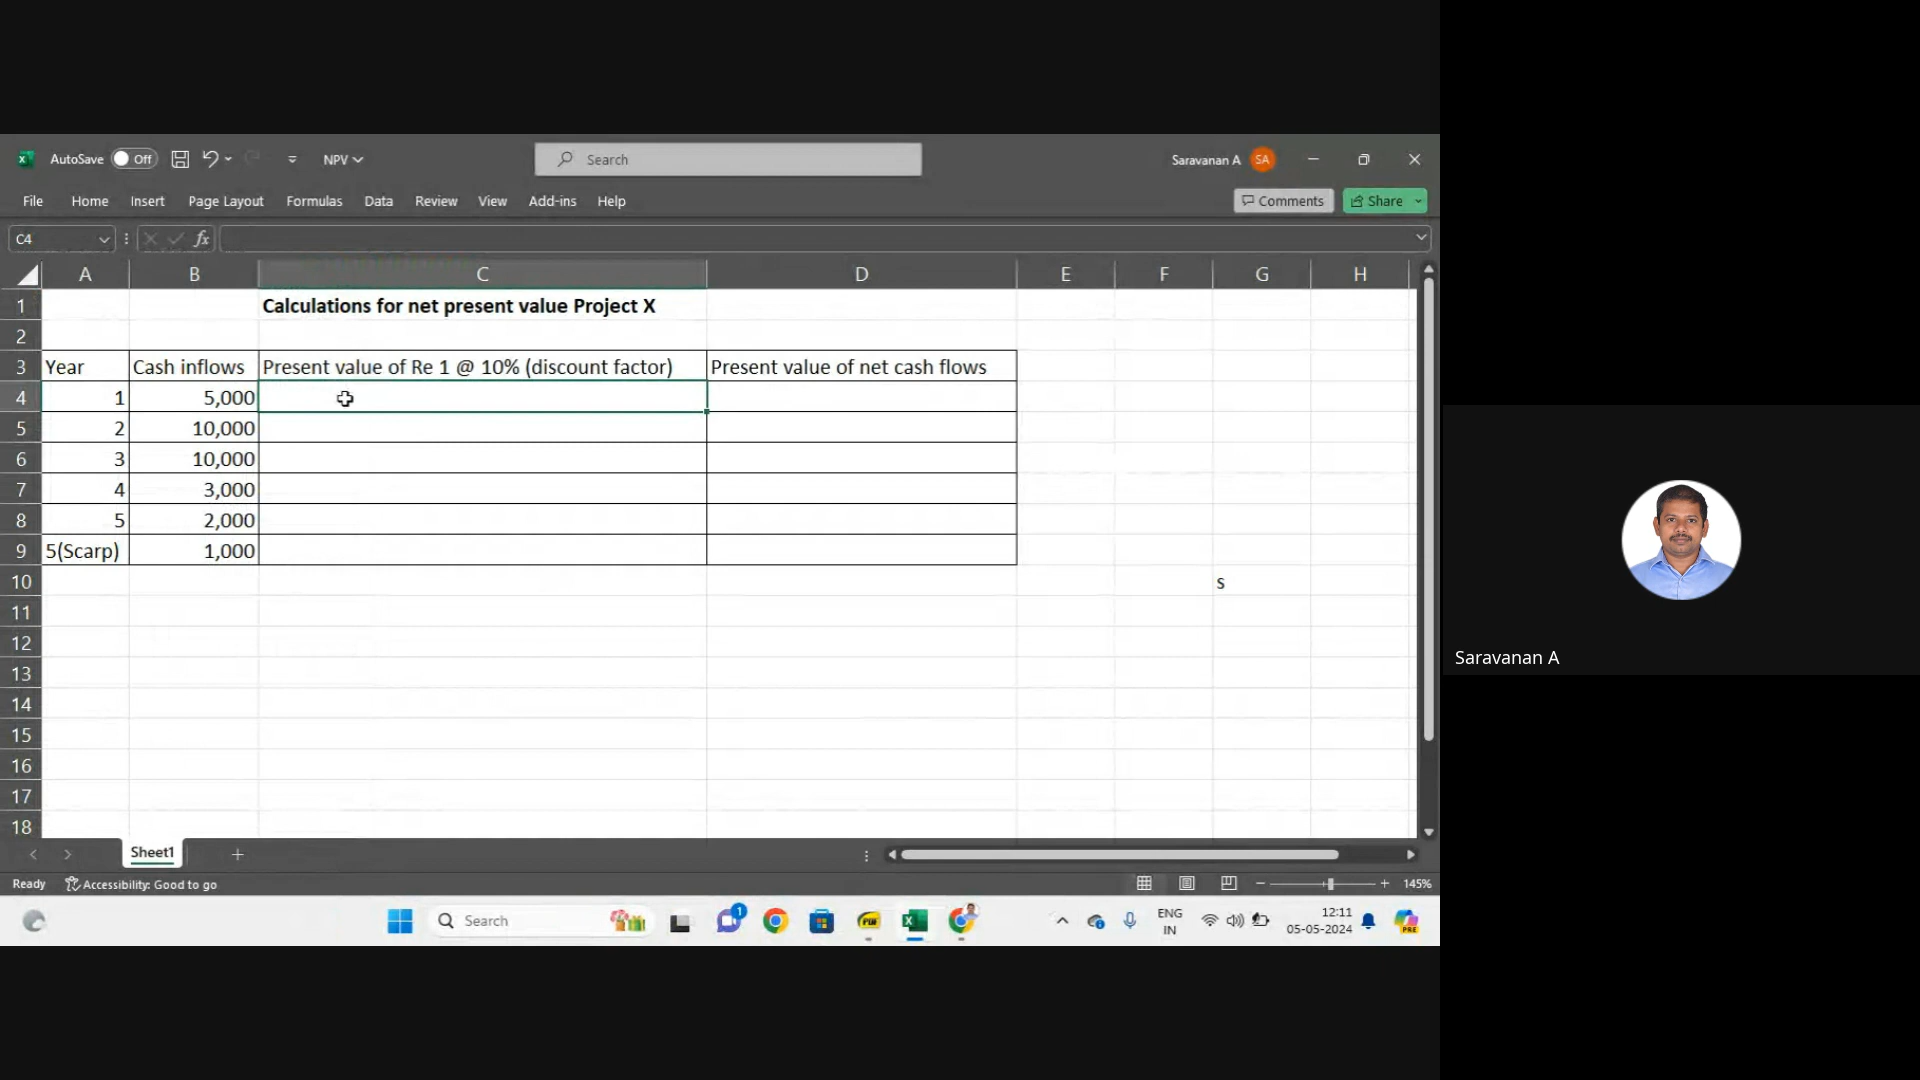 AutoSave Off NPV Search Saravanan A SA
File Home Insert Page Layout Formulas Data Review View Add-ins Help Comments Share
C4 fx
A B C D E F G H
1 Calculations for net present value Project X
2
3 Year Cash inflows Present value of Re 1 @ 10% (discount factor) Present value of net cash flows
4 1 5,000
5 2 10,000
6 3 10,000
7 4 3,000
8 5 2,000
9 5(Scarp) 1,000
10 s
11
12
13
14
15
16
17
18
Sheet1
Ready Accessibility: Good to go 145%
Search 1 ENG IN 12:11 05-05-2024 PRE
Saravanan A